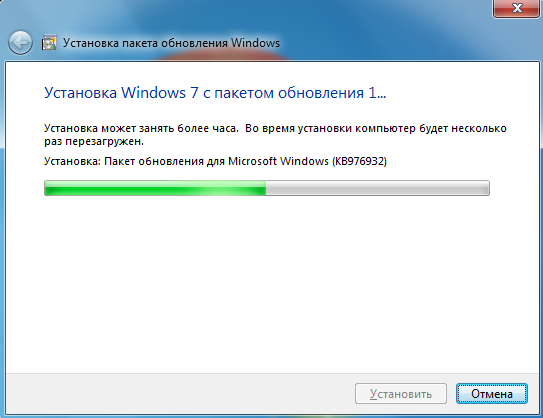 Установка пакета обновления Windows
Установка Windows 7 с пакетом обновления 1...
Установка может занять более часа. Во время установки компьютер будет несколько
раз перезагружен.
Установка: Пакет обновления для Microsoft Windows (KB976932)
Установить
Отмена